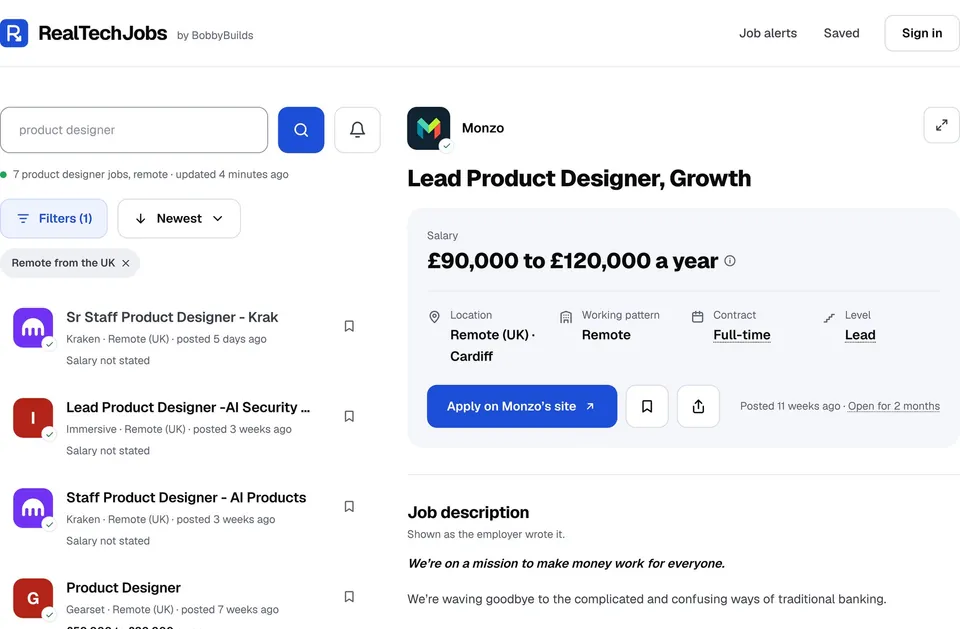 RealTechJobs by BobbyBuilds
Job alerts
Saved
Sign in
product designer
7 product designer jobs, remote · updated 4 minutes ago
Filters (1)
Newest
Remote from the UK
Sr Staff Product Designer - Krak
Kraken · Remote (UK) · posted 5 days ago
Salary not stated
I
Lead Product Designer -AI Security ...
Immersive · Remote (UK) · posted 3 weeks ago
Salary not stated
Staff Product Designer - AI Products
Kraken · Remote (UK) · posted 3 weeks ago
Salary not stated
G
Product Designer
Gearset · Remote (UK) · posted 7 weeks ago
Monzo
Lead Product Designer, Growth
Salary
£90,000 to £120,000 a year
Location
Remote (UK) ·
Cardiff
Working pattern
Remote
Contract
Full-time
Level
Lead
Apply on Monzo's site
Posted 11 weeks ago · Open for 2 months
Job description
Shown as the employer wrote it.
We're on a mission to make money work for everyone.
We're waving goodbye to the complicated and confusing ways of traditional banking.